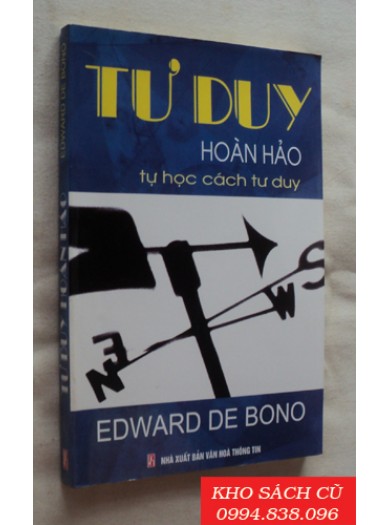 TƯ DUY
HOÀN HẢO
tự học cách tư duy
N
E
W
S
EDWARD DE BONO
NHÀ XUẤT BẢN VĂN HOÁ THÔNG TIN
EDWARD DE BONO
KHO SÁCH CŨ
0994.838.096